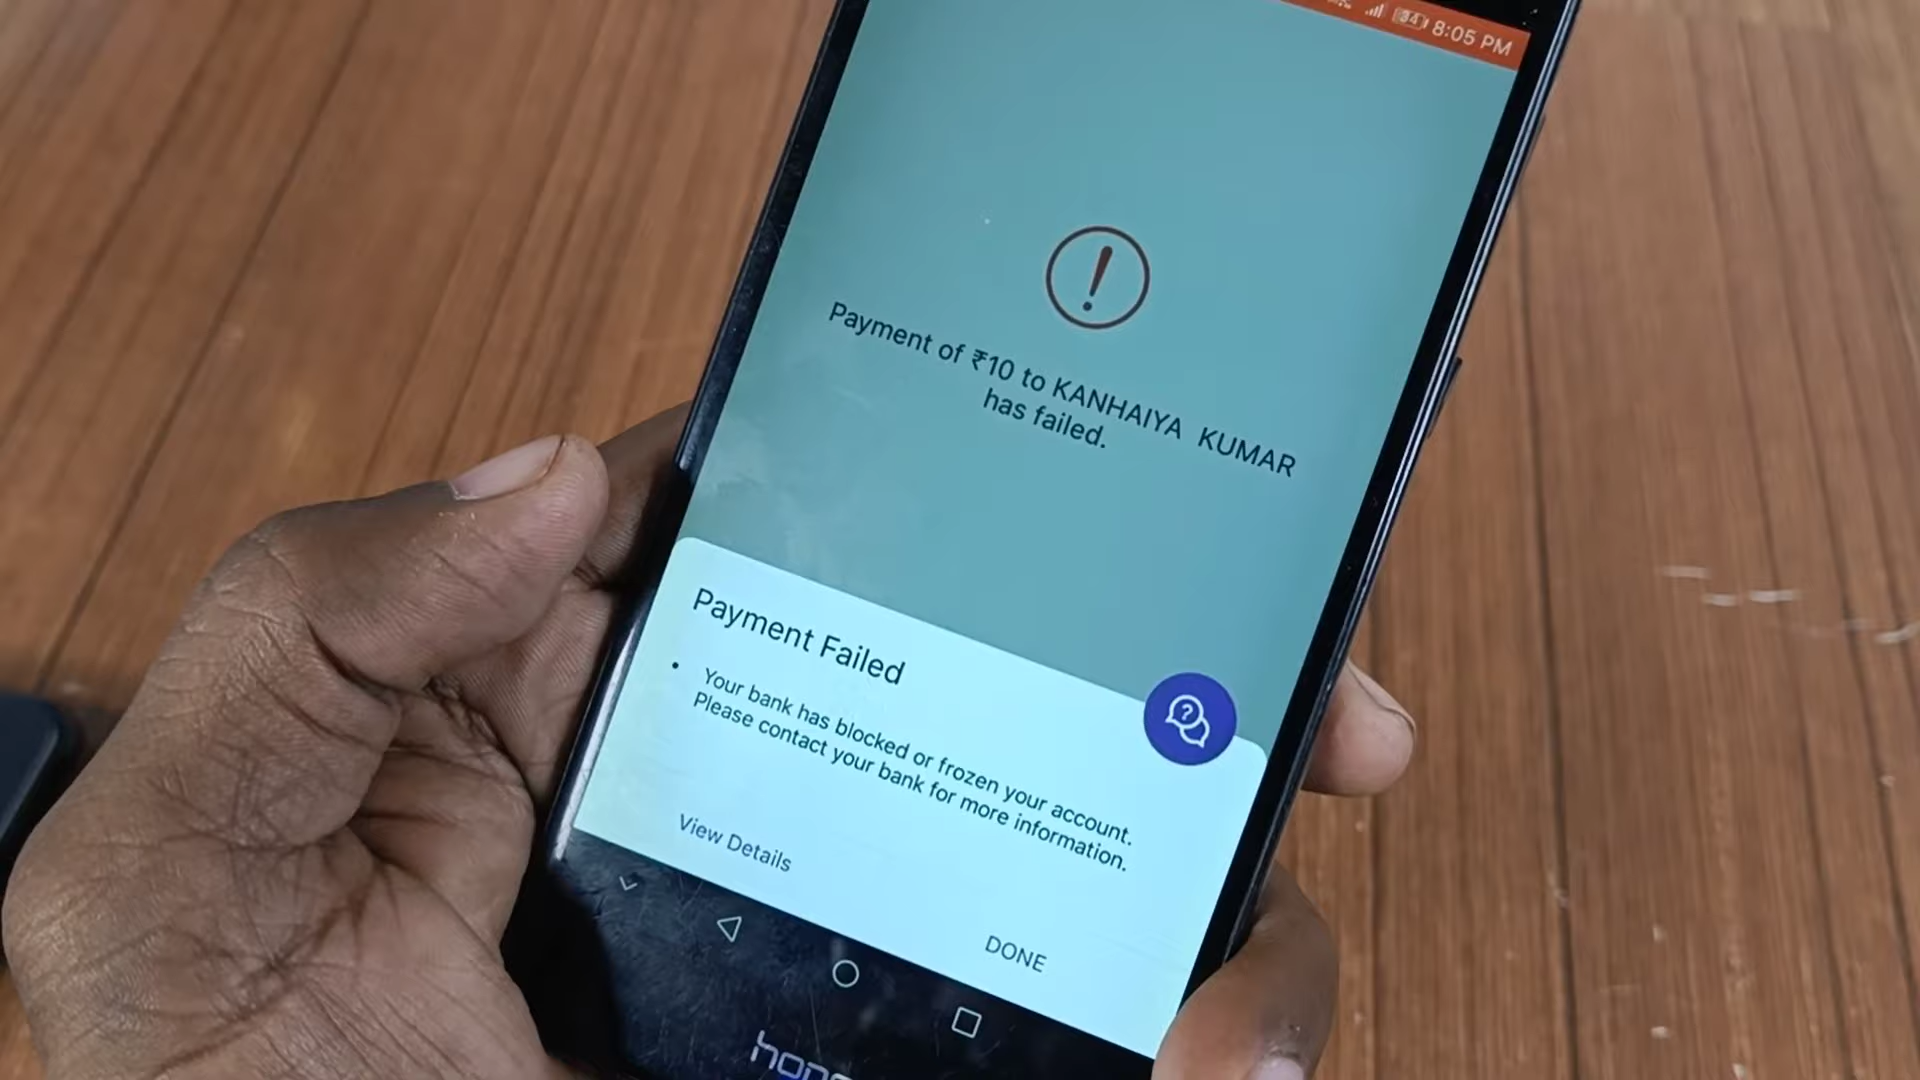 34 8:05 PM
Payment of ₹10 to KANHAIYA KUMAR
has failed.
Payment Failed
• Your bank has blocked or frozen your account.
Please contact your bank for more information.
View Details
DONE